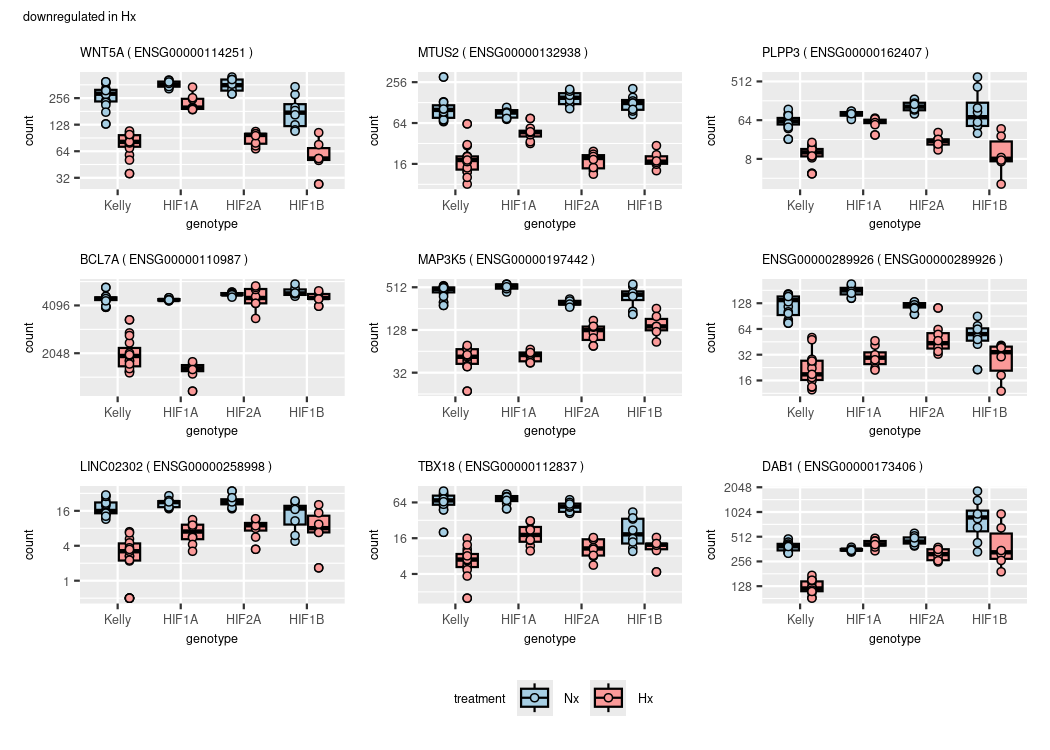 downregulated in Hx
WNT5A ( ENSG00000114251 )
count
256
128
64
32
Kelly HIF1A HIF2A HIF1B
genotype
MTUS2 ( ENSG00000132938 )
count
256
64
16
Kelly HIF1A HIF2A HIF1B
genotype
PLPP3 ( ENSG00000162407 )
count
512
64
8
Kelly HIF1A HIF2A HIF1B
genotype
BCL7A ( ENSG00000110987 )
count
4096
2048
Kelly HIF1A HIF2A HIF1B
genotype
MAP3K5 ( ENSG00000197442 )
count
512
128
32
Kelly HIF1A HIF2A HIF1B
genotype
ENSG00000289926 ( ENSG00000289926 )
count
128
64
32
16
Kelly HIF1A HIF2A HIF1B
genotype
LINC02302 ( ENSG00000258998 )
count
16
4
1
Kelly HIF1A HIF2A HIF1B
genotype
TBX18 ( ENSG00000112837 )
count
64
16
4
Kelly HIF1A HIF2A HIF1B
genotype
DAB1 ( ENSG00000173406 )
count
2048
1024
512
256
128
Kelly HIF1A HIF2A HIF1B
genotype
treatment Nx Hx